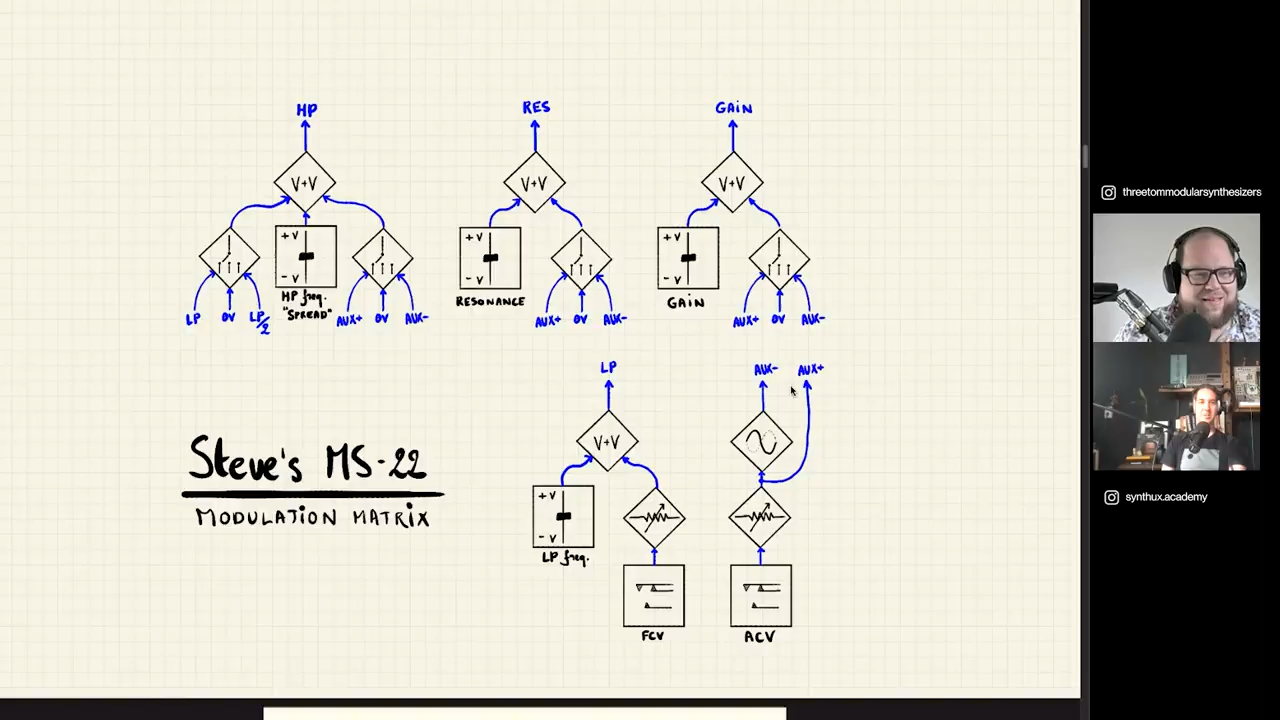 HP
RES
GAIN
V+V
V+V
V+V
+V
-V
+V
-V
+V
-V
HP freq.
"SPREAD"
RESONANCE
GAIN
LP
0V
LP/2
AUX+
0V
AUX-
AUX+
0V
AUX-
AUX+
0V
AUX-
LP
AUX-
AUX+
V+V
Steve's MS-22
MODULATION MATRIX
+V
-V
LP freq.
FCV
ACV
threetommodularsynthesizers
synthux.academy